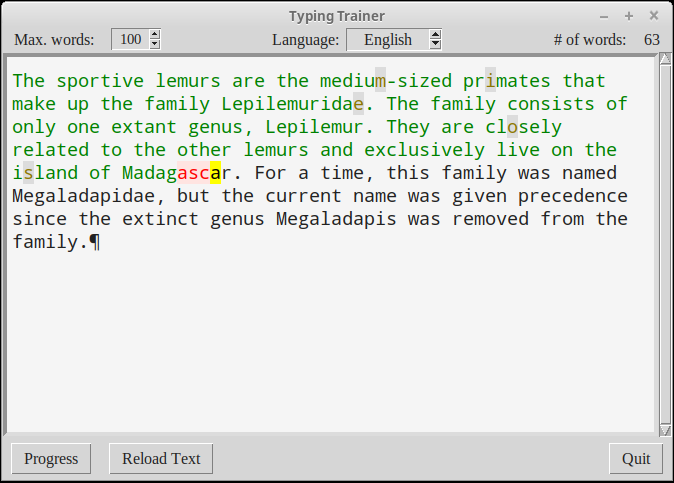 Typing Trainer
Max. words: 100 Language: English # of words: 63
The sportive lemurs are the medium-sized primates that
make up the family Lepilemuridae. The family consists of
only one extant genus, Lepilemur. They are closely
related to the other lemurs and exclusively live on the
island of Madagascar. For a time, this family was named
Megaladapidae, but the current name was given precedence
since the extinct genus Megaladapis was removed from the
family.¶
Progress Reload Text Quit